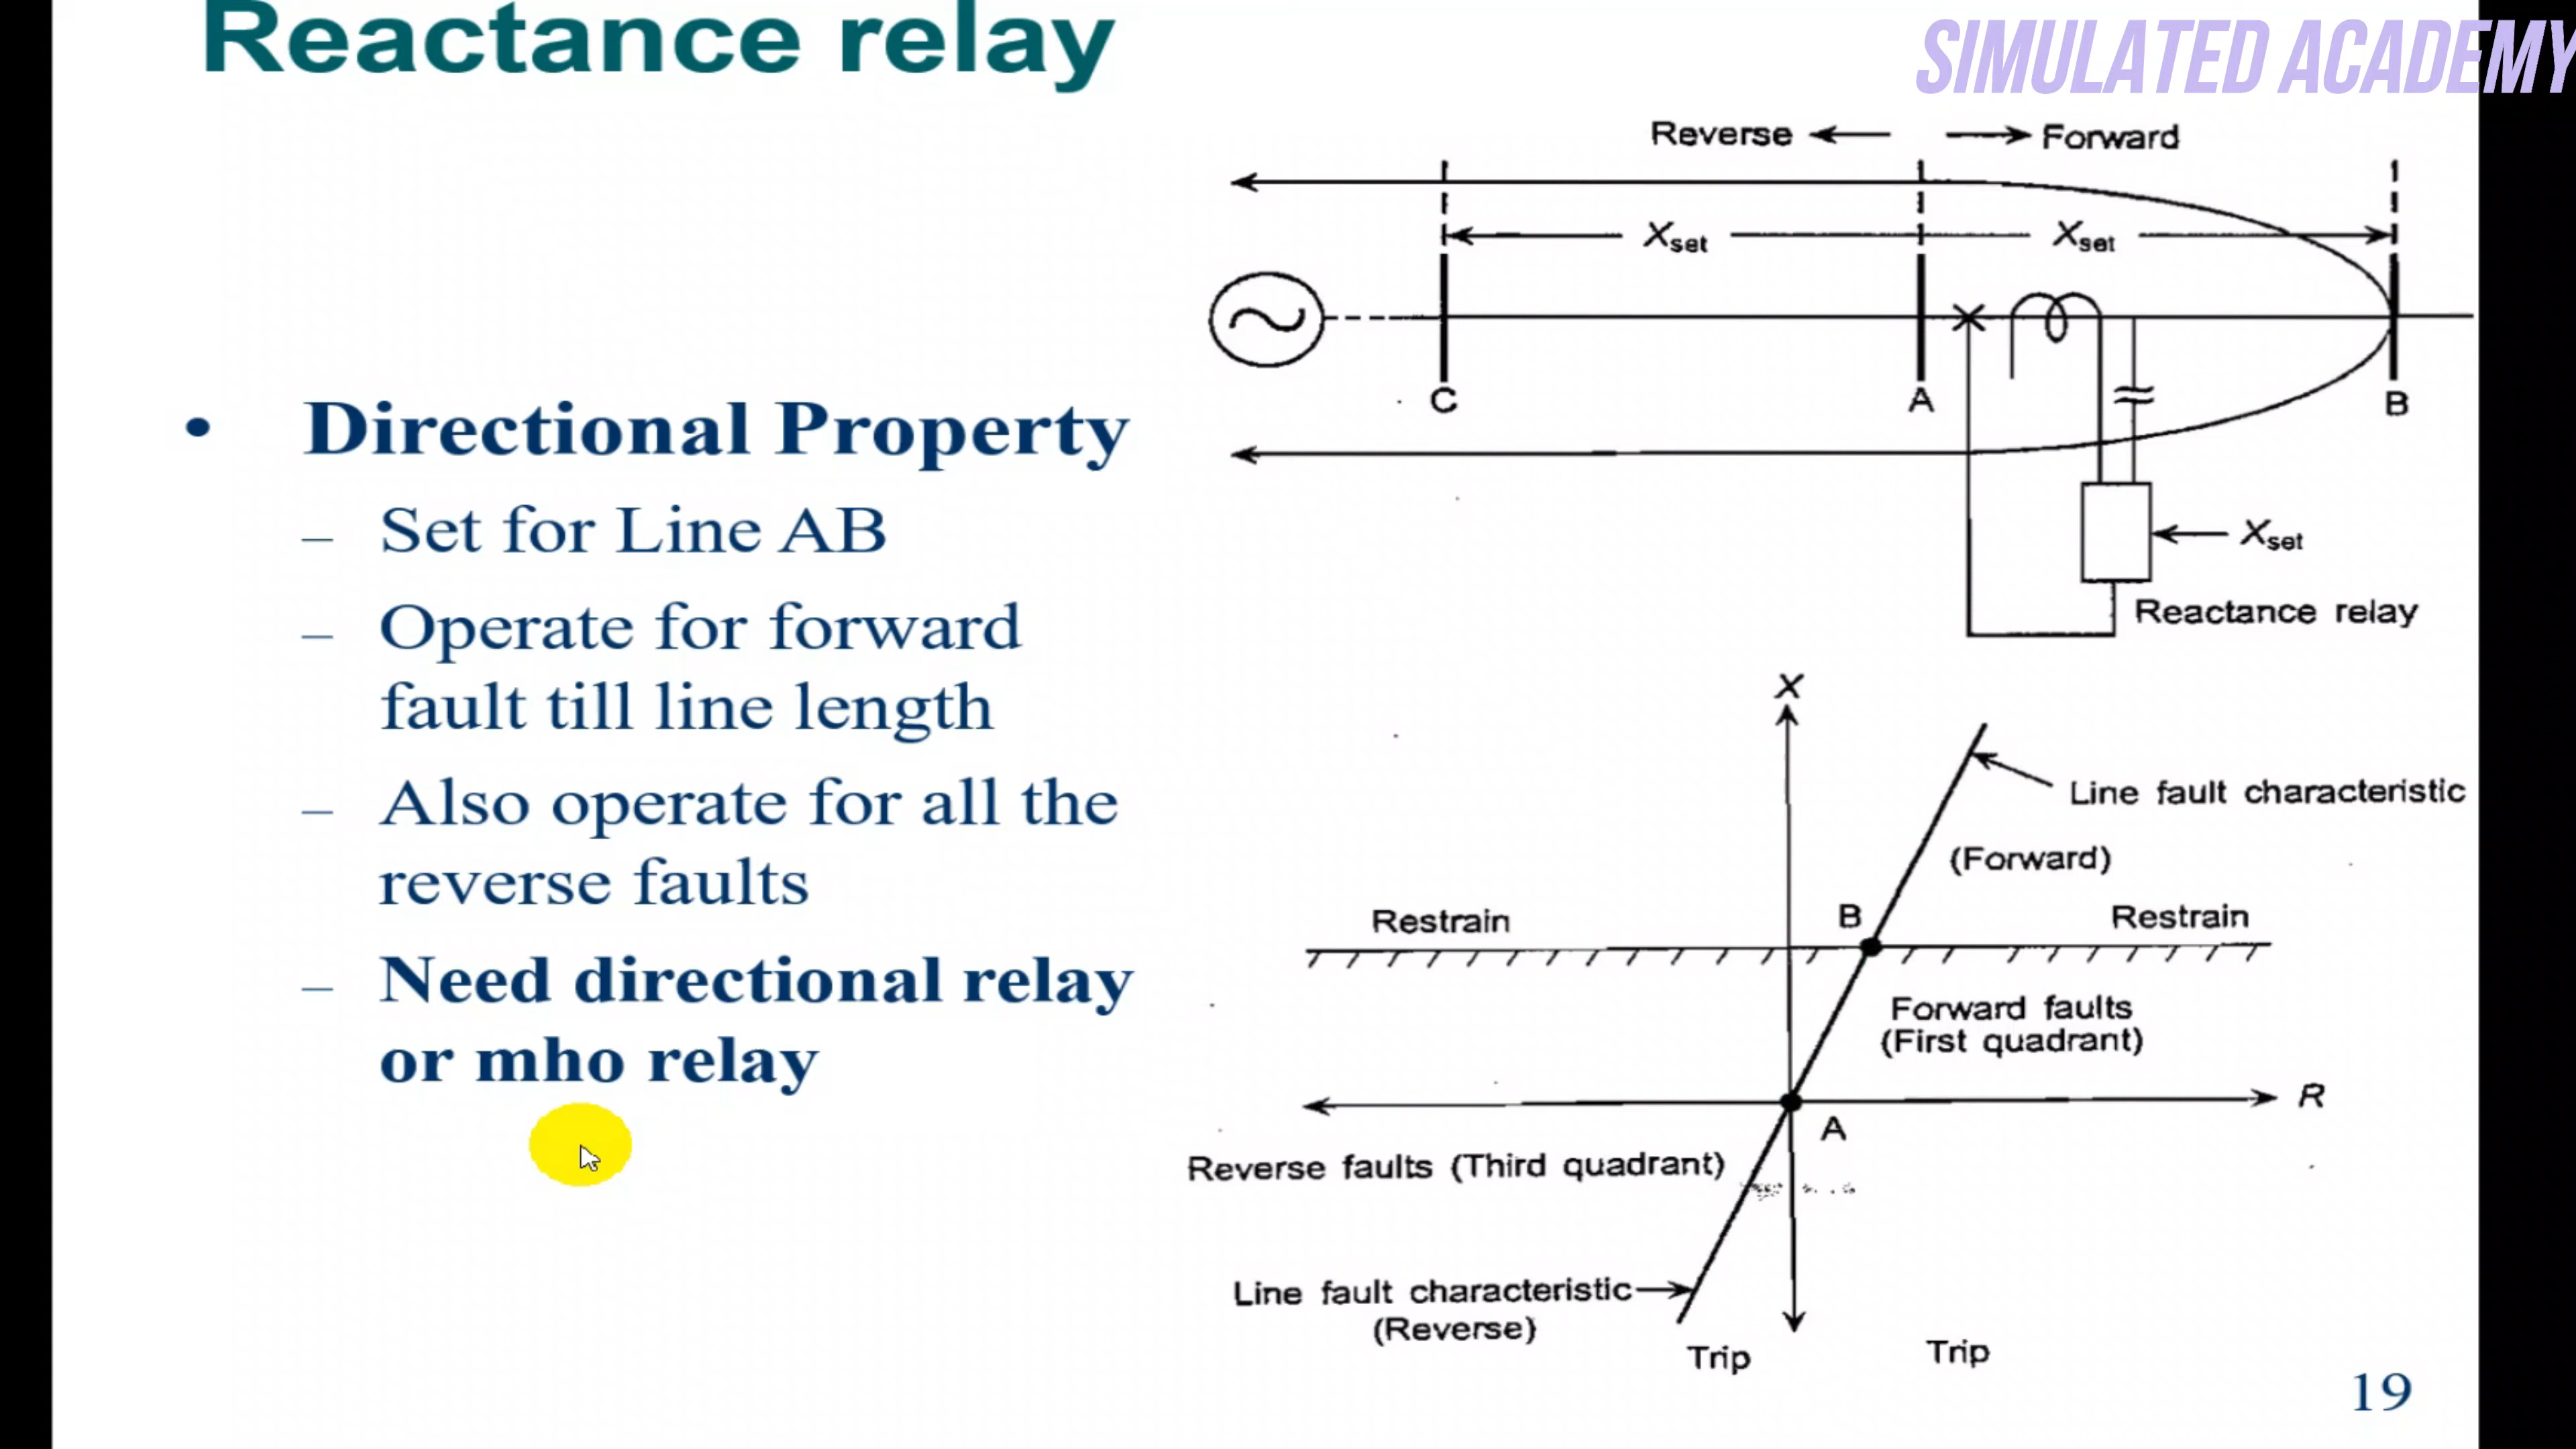 Reactance relay
SIMULATED ACADEMY
• Directional Property
– Set for Line AB
– Operate for forward
fault till line length
– Also operate for all the
reverse faults
– Need directional relay
or mho relay
Reverse Forward
Xset Xset
C A B
Xset
Reactance relay
X
Line fault characteristic
(Forward)
B
Restrain Restrain
Forward faults
(First quadrant)
R
A
Reverse faults (Third quadrant)
Line fault characteristic
(Reverse)
Trip Trip
19